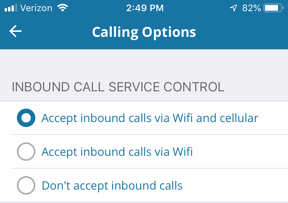 Verizon 2:49 PM 82%
Calling Options
INBOUND CALL SERVICE CONTROL
Accept inbound calls via Wifi and cellular
Accept inbound calls via Wifi
Don't accept inbound calls